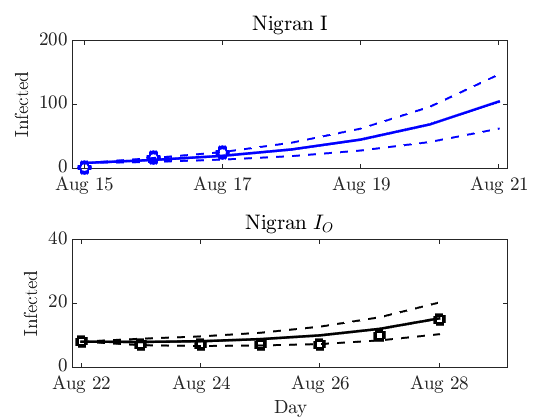 Nigran I
Infected
200
100
0
Aug 15
Aug 17
Aug 19
Aug 21
Nigran I_O
Infected
40
20
0
Aug 22
Aug 24
Aug 26
Aug 28
Day